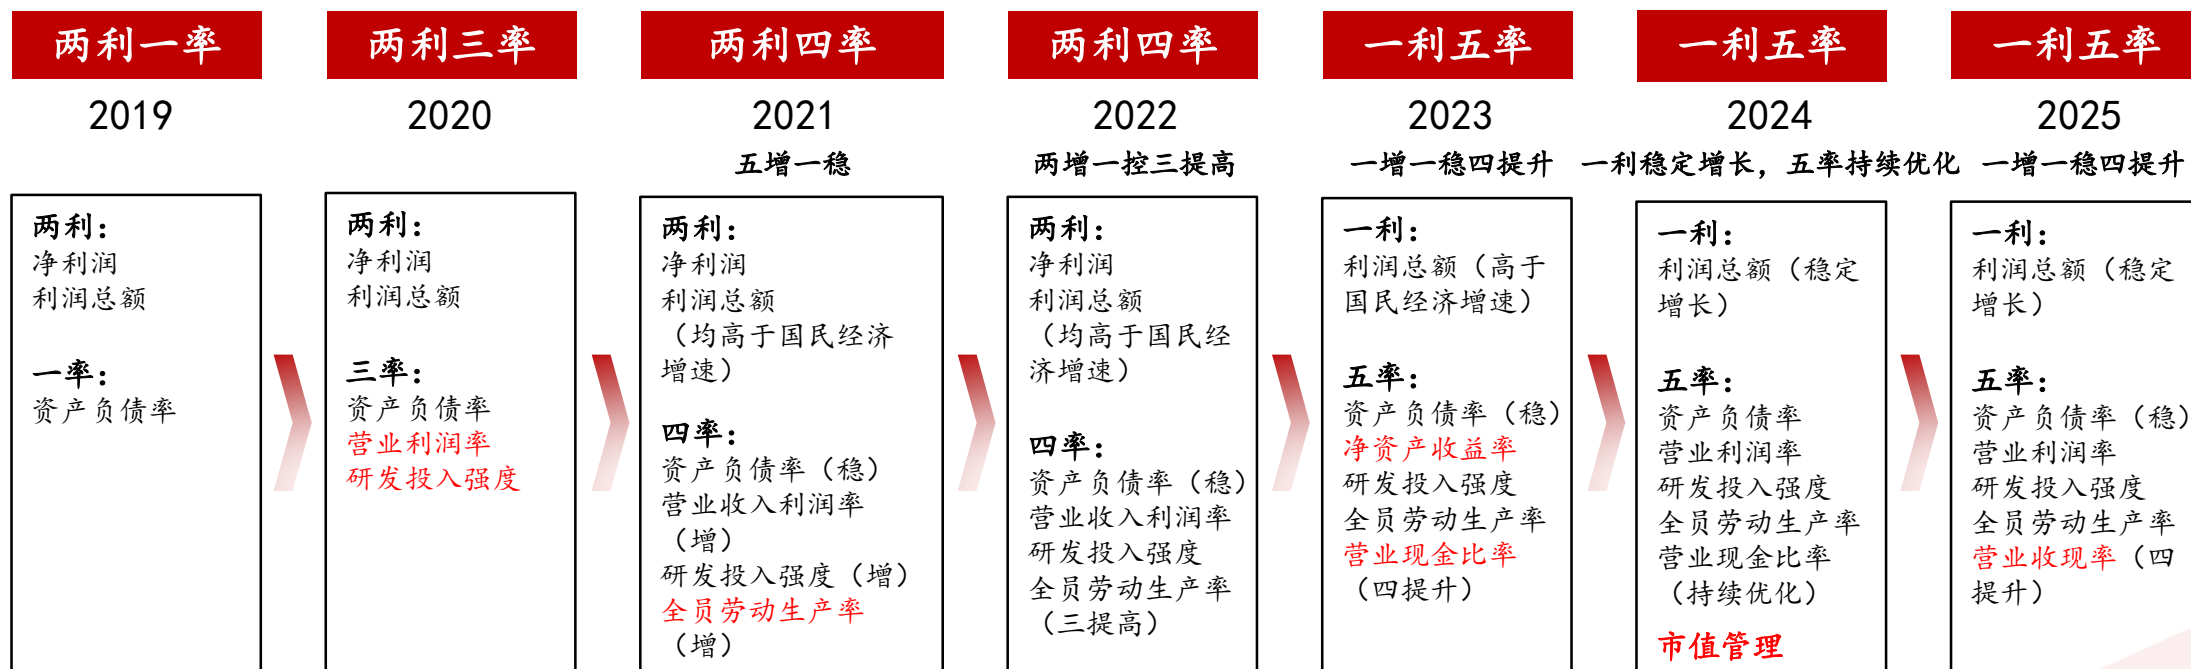 两利一率
2019
两利：
净利润
利润总额
一率：
资产负债率
两利三率
2020
两利：
净利润
利润总额
三率：
资产负债率
营业利润率
研发投入强度
两利四率
2021
五增一稳
两利：
净利润
利润总额
（均高于国民经济
增速）
四率：
资产负债率（稳）
营业收入利润率
（增）
研发投入强度（增）
全员劳动生产率
（增）
两利四率
2022
两增一控三提高
两利：
净利润
利润总额
（均高于国民经
济增速）
四率：
资产负债率（稳）
营业收入利润率
研发投入强度
全员劳动生产率
（三提高）
一利五率
2023
一增一稳四提升
一利：
利润总额（高于
国民经济增速）
五率：
资产负债率（稳）
净资产收益率
研发投入强度
全员劳动生产率
营业现金比率
（四提升）
一利五率
2024
一利稳定增长，五率持续优化
一利：
利润总额（稳定
增长）
五率：
资产负债率
营业利润率
研发投入强度
全员劳动生产率
营业现金比率
（持续优化）
市值管理
一利五率
2025
一增一稳四提升
一利：
利润总额（稳定
增长）
五率：
资产负债率（稳）
营业利润率
研发投入强度
全员劳动生产率
营业收现率（四
提升）